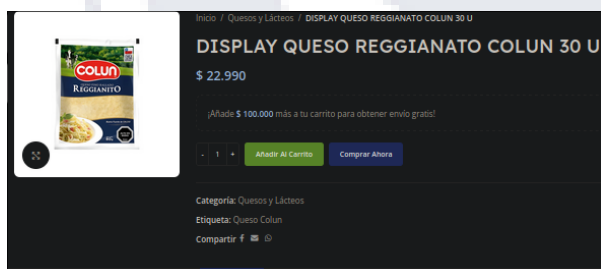 Inicio / Quesos y Lácteos / DISPLAY QUESO REGGIANATO COLUN 30 U
DISPLAY QUESO REGGIANATO COLUN 30 U
$ 22.990
¡Añade $ 100.000 más a tu carrito para obtener envío gratis!
- 1 + Añadir Al Carrito Comprar Ahora
Categoría: Quesos y Lácteos
Etiqueta: Queso Colun
Compartir
COLUN
REGGIANITO